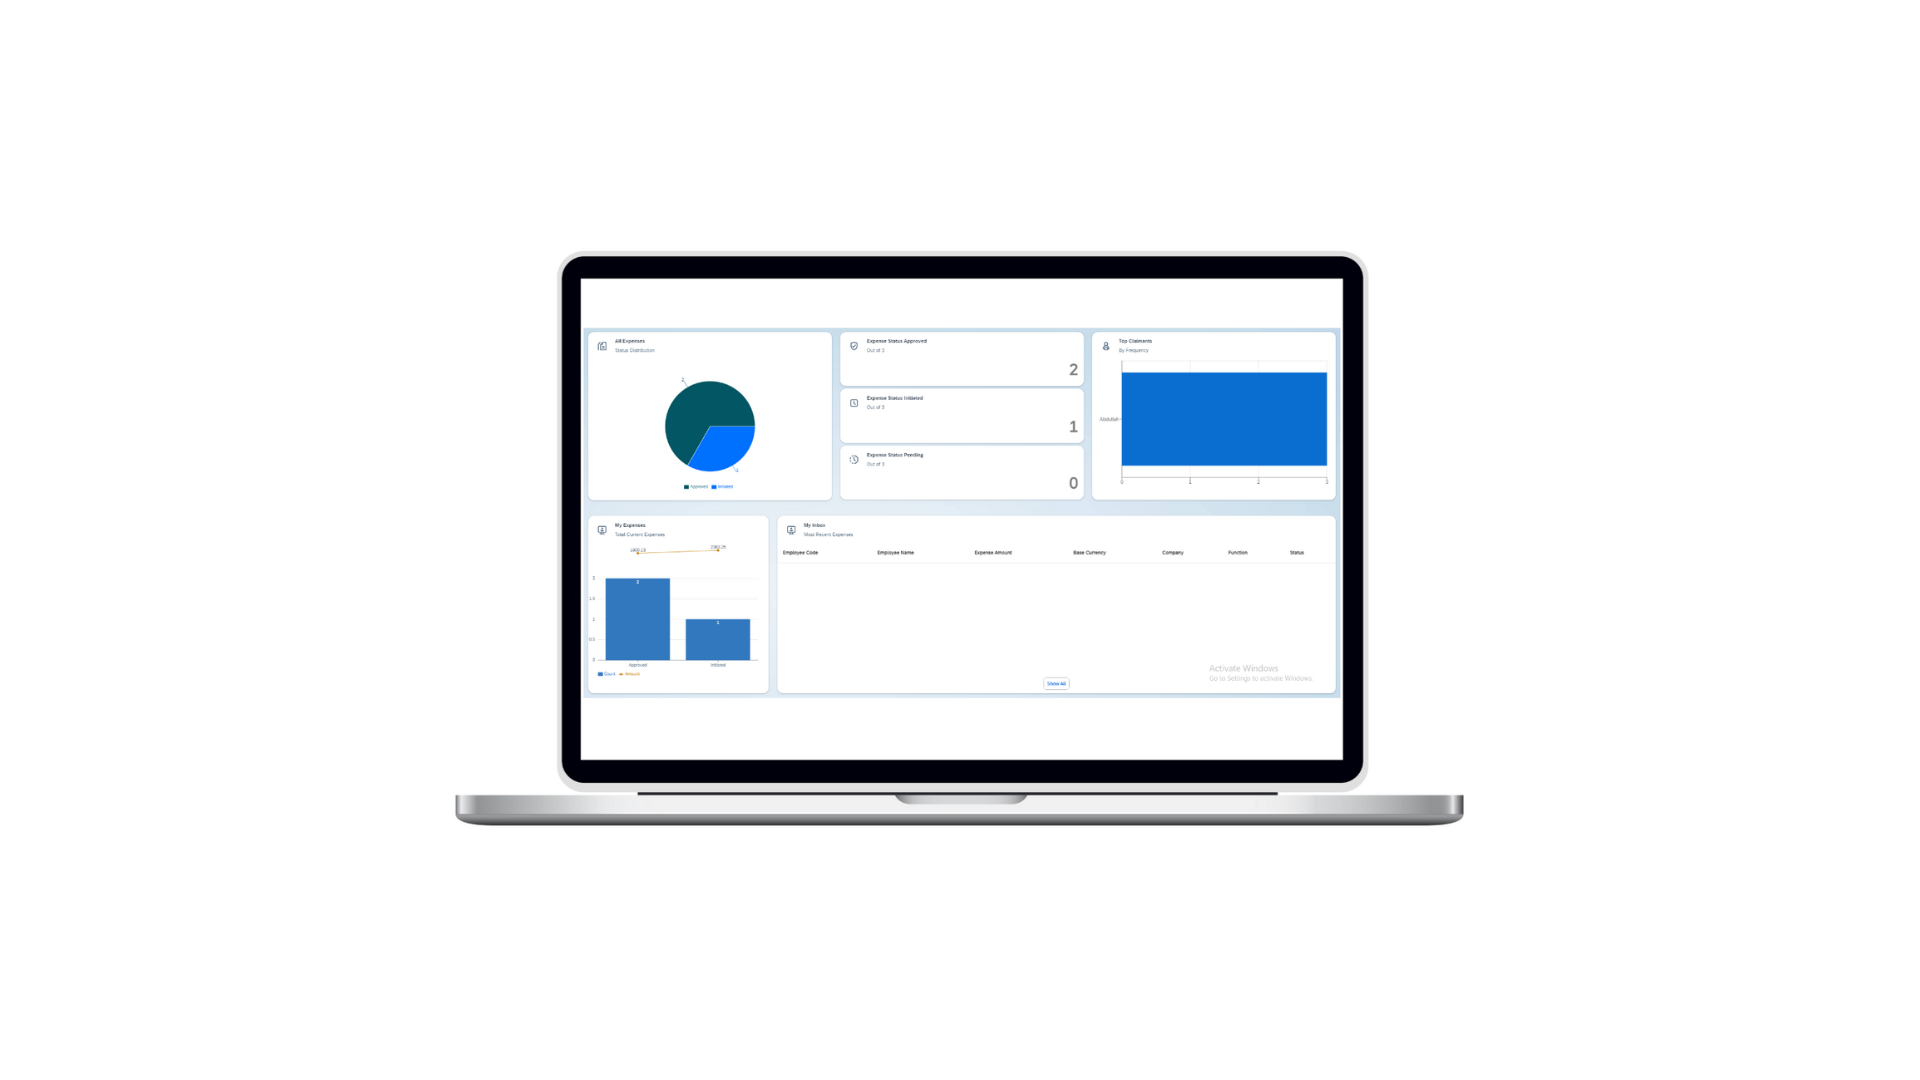 All Expenses
Status Distribution
2
1
Approved Initiated
Expense Status Approved
Out of 3
2
Expense Status Initiated
Out of 3
1
Expense Status Pending
Out of 3
0
Top Claimants
By Frequency
Abdullah
0 1 2 3
My Expenses
Total Current Expenses
2
1.5
1
0.5
0
2
1
Approved Initiated
Count Amount
My Inbox
Most Recent Expenses
Employee Code Employee Name Expense Amount Base Currency Company Function Status
Show All
Activate Windows
Go to Settings to activate Windows.